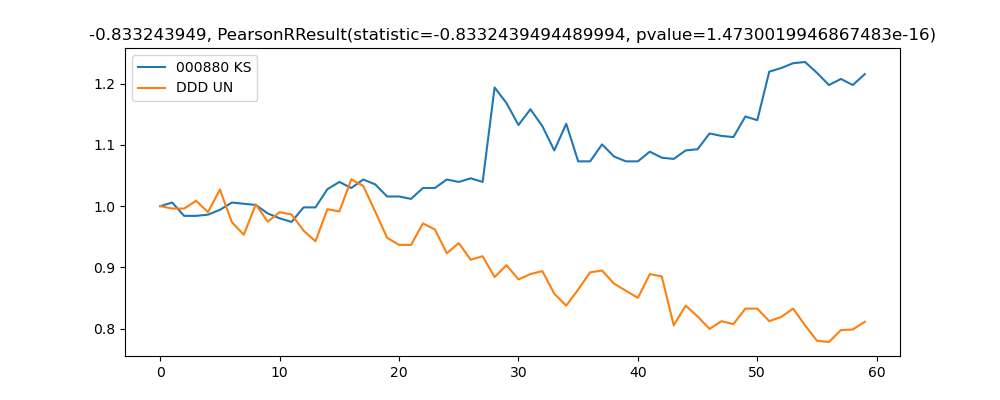 -0.833243949, PearsonRResult(statistic=-0.8332439494489994, pvalue=1.4730019946867483e-16)
000880 KS
DDD UN
1.2
1.1
1.0
0.9
0.8
0 10 20 30 40 50 60